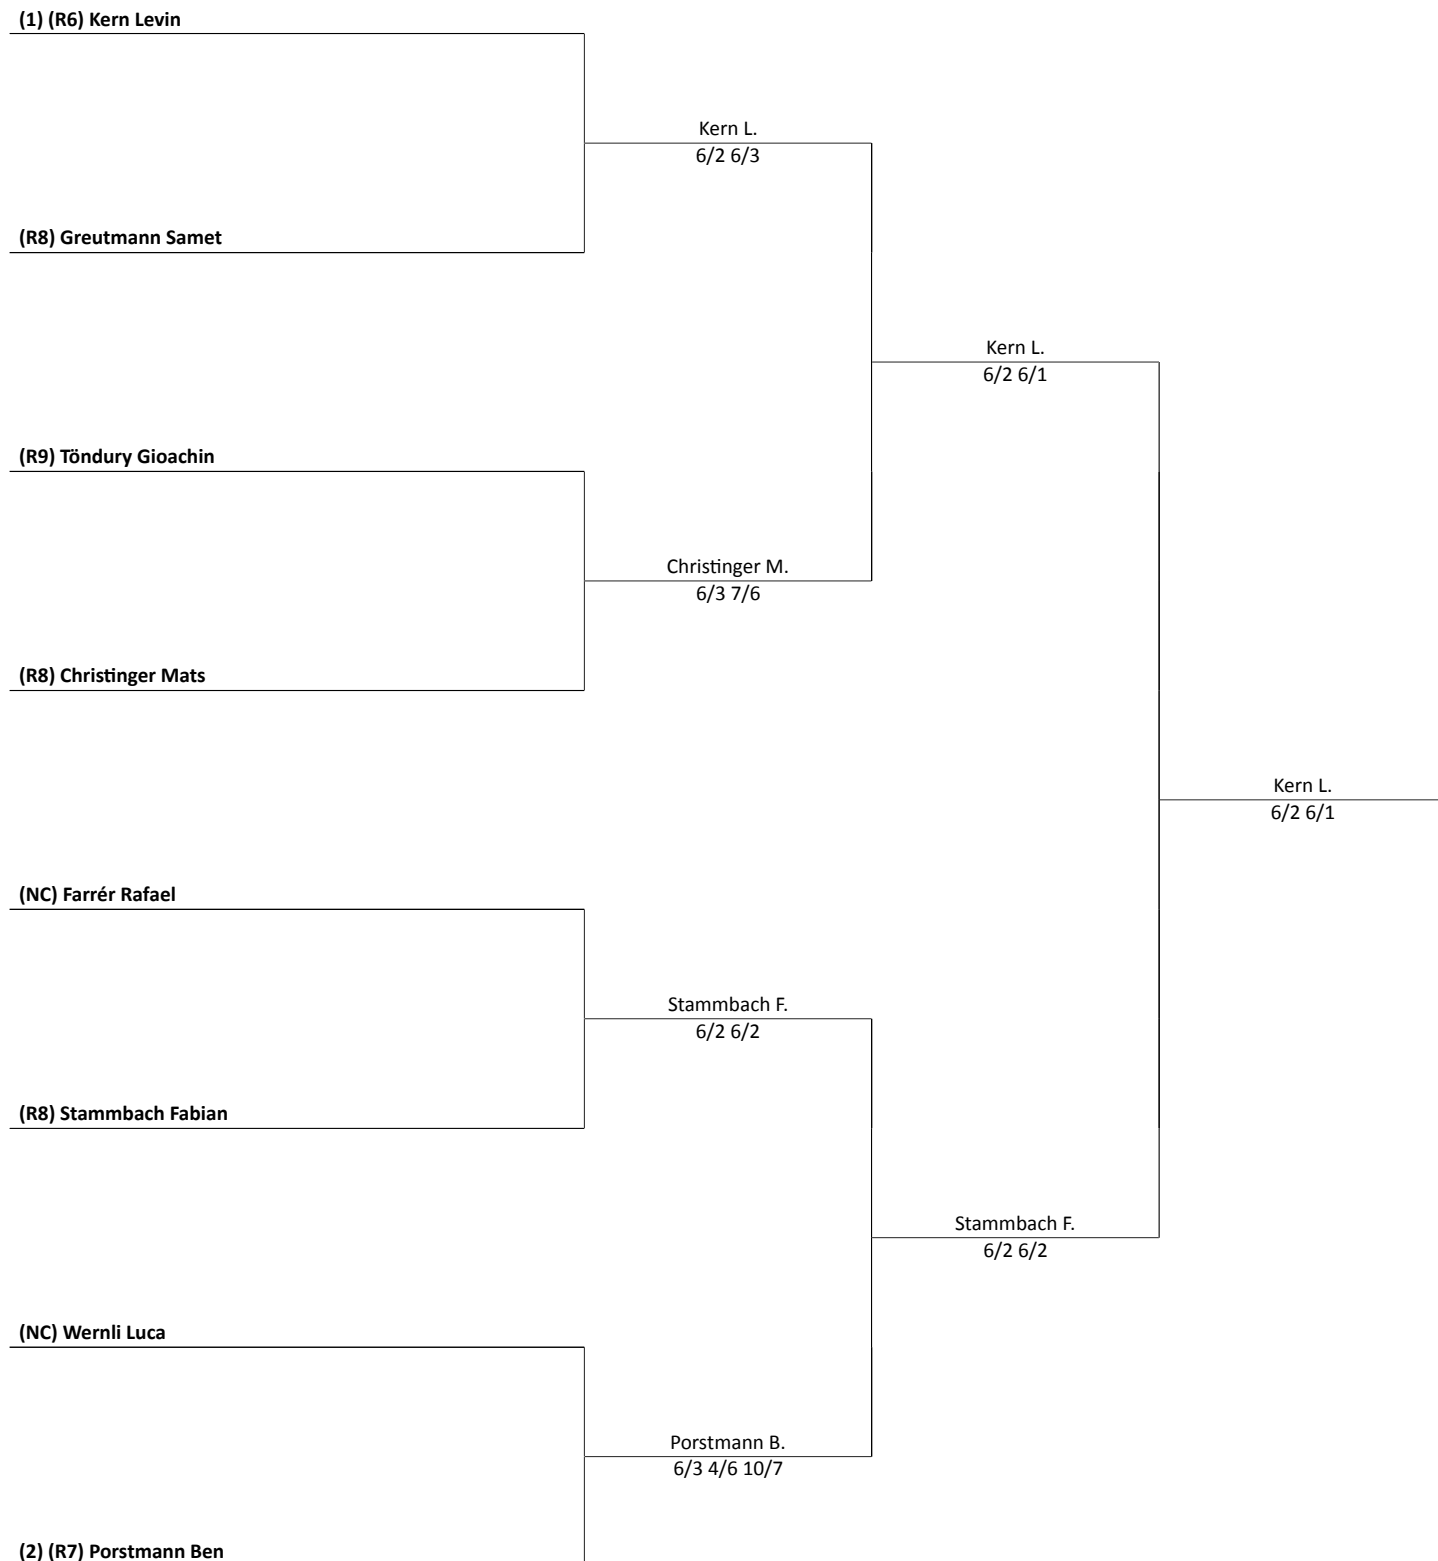 (1) (R6) Kern Levin
Kern L.
6/2 6/3
(R8) Greutmann Samet
Kern L.
6/2 6/1
(R9) Töndury Gioachin
Christinger M.
6/3 7/6
(R8) Christinger Mats
Kern L.
6/2 6/1
(NC) Farrér Rafael
Stammbach F.
6/2 6/2
(R8) Stammbach Fabian
Stammbach F.
6/2 6/2
(NC) Wernli Luca
Porstmann B.
6/3 4/6 10/7
(2) (R7) Porstmann Ben